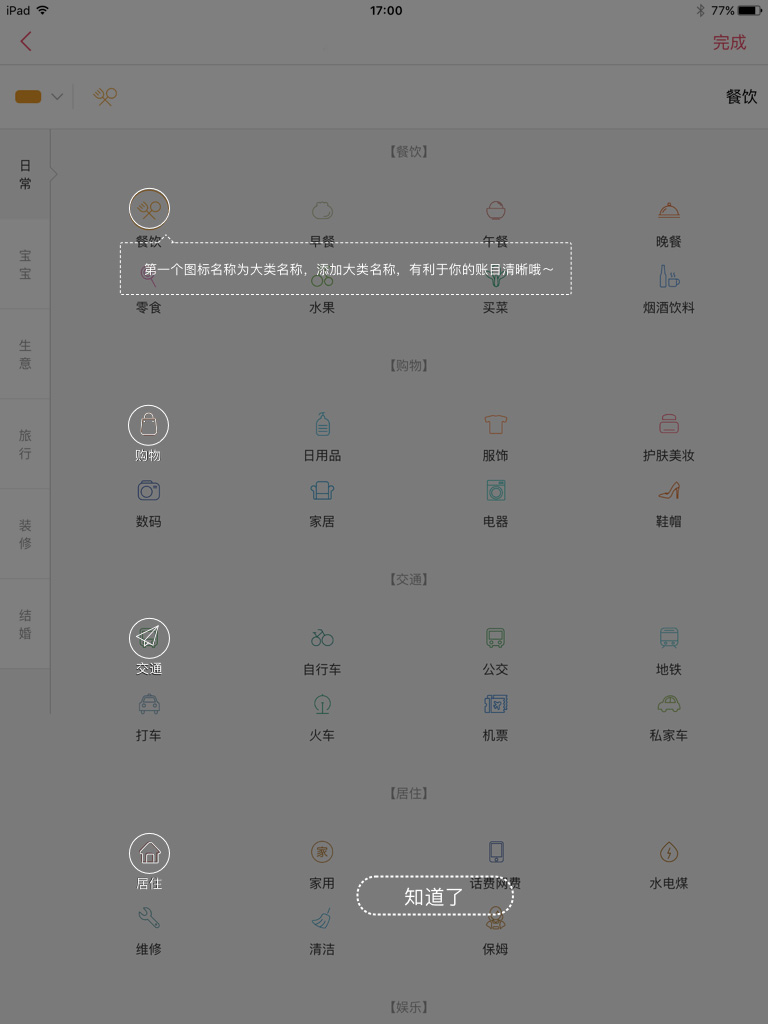 iPad
17:00
77%
完成
餐饮
日常
宝宝
生意
旅行
装修
结婚
【餐饮】
餐饮
早餐
午餐
晚餐
第一个图标名称为大类名称，添加大类名称，有利于你的账目清晰哦～
零食
水果
买菜
烟酒饮料
【购物】
购物
日用品
服饰
护肤美妆
数码
家居
电器
鞋帽
【交通】
交通
自行车
公交
地铁
打车
火车
机票
私家车
【居住】
居住
家
家用
话费网费
水电煤
知道了
维修
清洁
保姆
【娱乐】